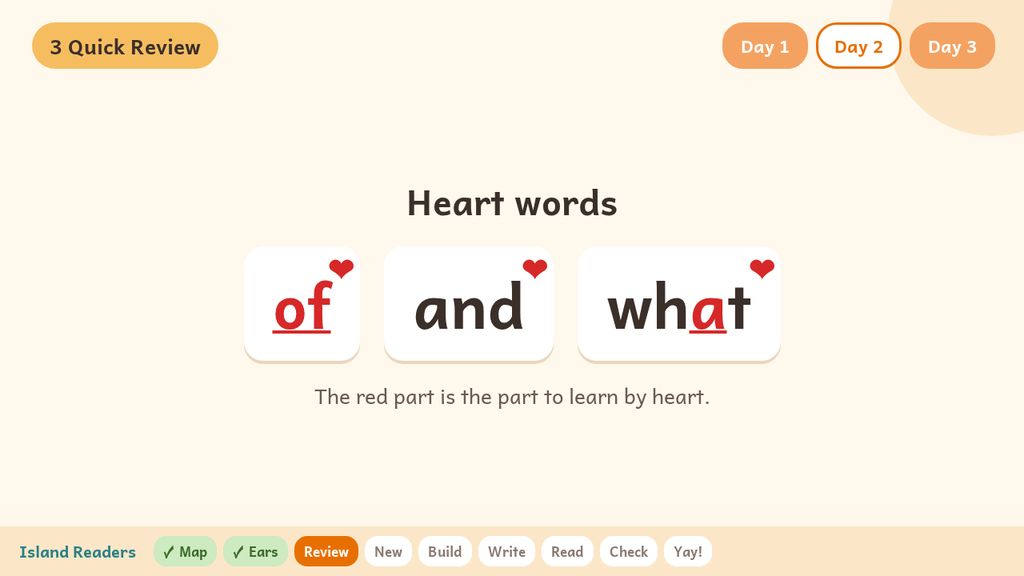 3 Quick Review
Day 1 Day 2 Day 3
Heart words
of❤ and❤ what❤
The red part is the part to learn by heart.
Island Readers ✓ Map ✓ Ears Review New Build Write Read Check Yay!